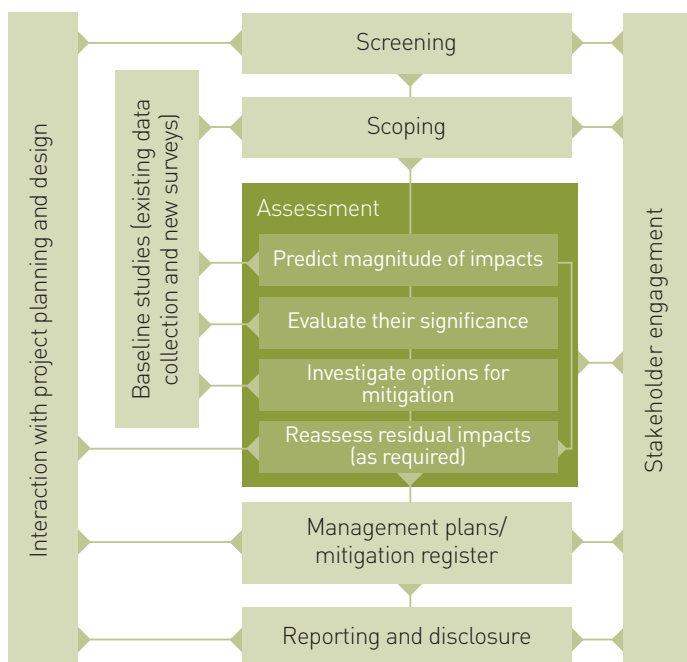 Interaction with project planning and design
Baseline studies (existing data
collection and new surveys)
Screening
Scoping
Assessment
Predict magnitude of impacts
Evaluate their significance
Investigate options for
mitigation
Reassess residual impacts
(as required)
Management plans/
mitigation register
Reporting and disclosure
Stakeholder engagement